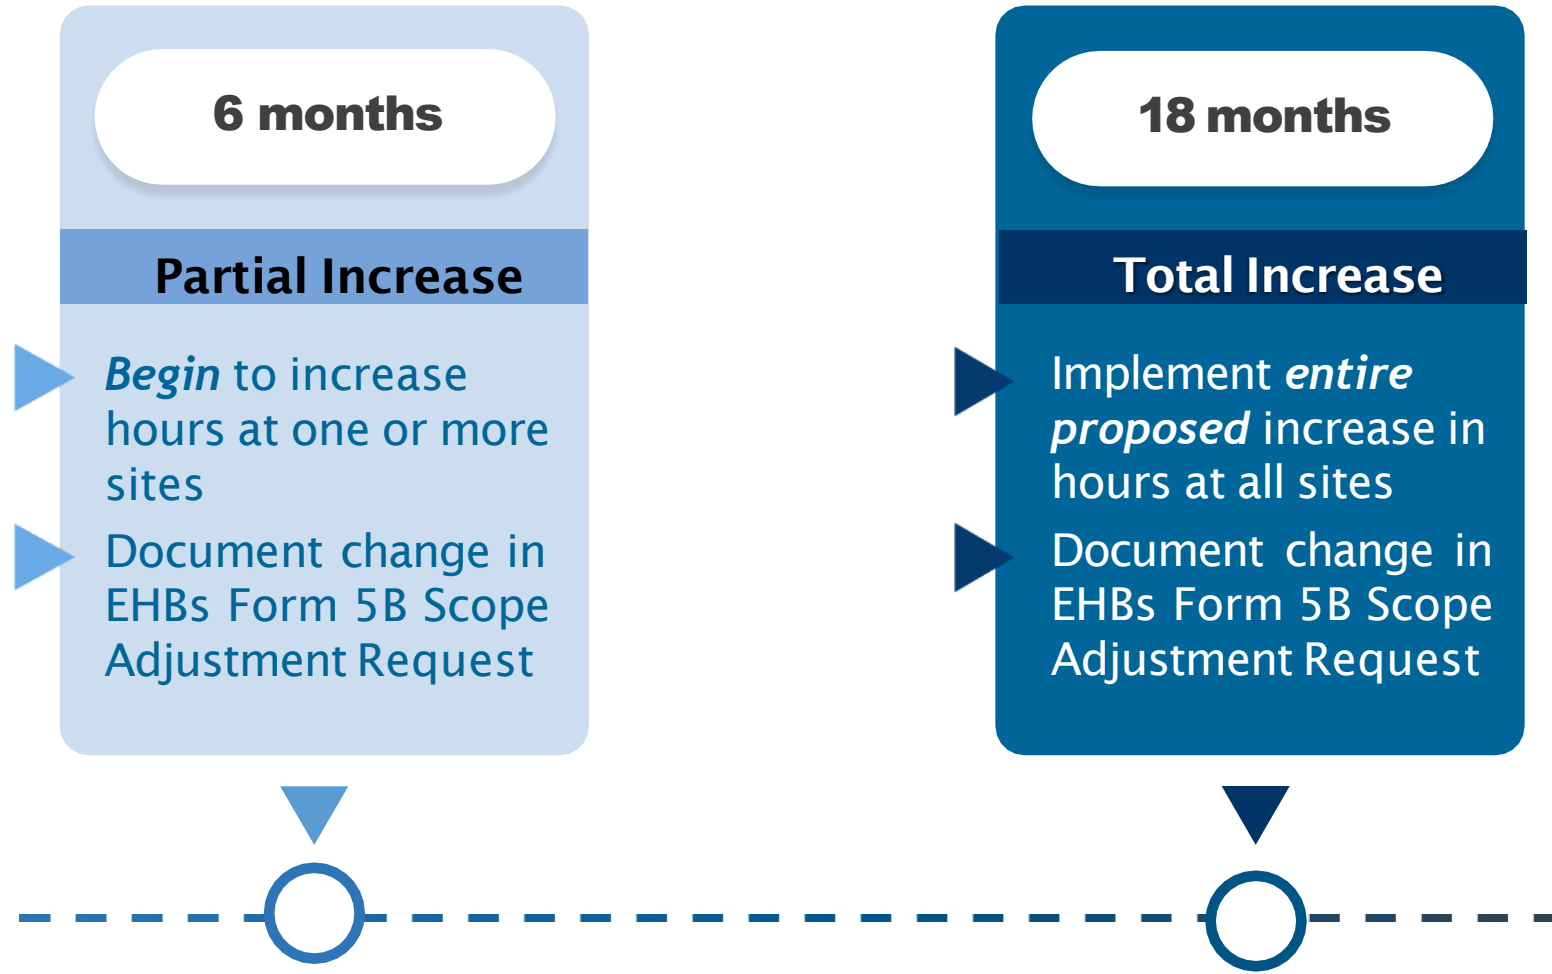 6 months
Partial Increase
Begin to increase
hours at one or more
sites
Document change in
EHBs Form 5B Scope
Adjustment Request
18 months
Total Increase
Implement entire
proposed increase in
hours at all sites
Document change in
EHBs Form 5B Scope
Adjustment Request